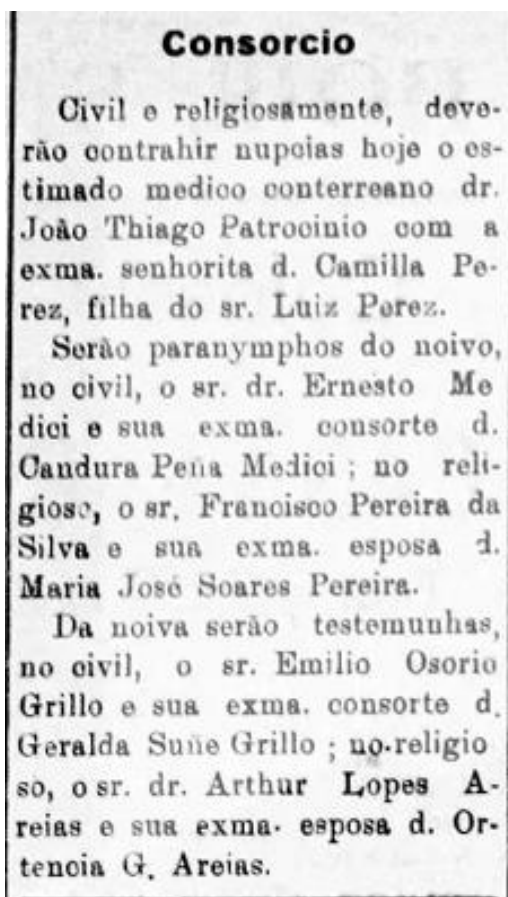 Consorcio
Civil e religiosamente, deve-
rão contrahir nupcias hoje o es-
timado medico conterreano dr.
João Thiago Patrocinio com a
exma. senhorita d. Camilla Pe-
rez, filha do sr. Luiz Perez.
Serão paranymphos do noivo,
no civil, o sr. dr. Ernesto Me
dici e sua exma. consorte d.
Candura Peña Medici ; no reli-
gioso, o sr. Francisco Pereira da
Silva e sua exma. esposa d.
Maria José Soares Pereira.
Da noiva serão testemunhas,
no civil, o sr. Emilio Osorio
Grillo e sua exma. consorte d.
Geralda Suñe Grillo ; no religio
so, o sr. dr. Arthur Lopes A-
reias e sua exma. esposa d. Or-
tencia G. Areias.